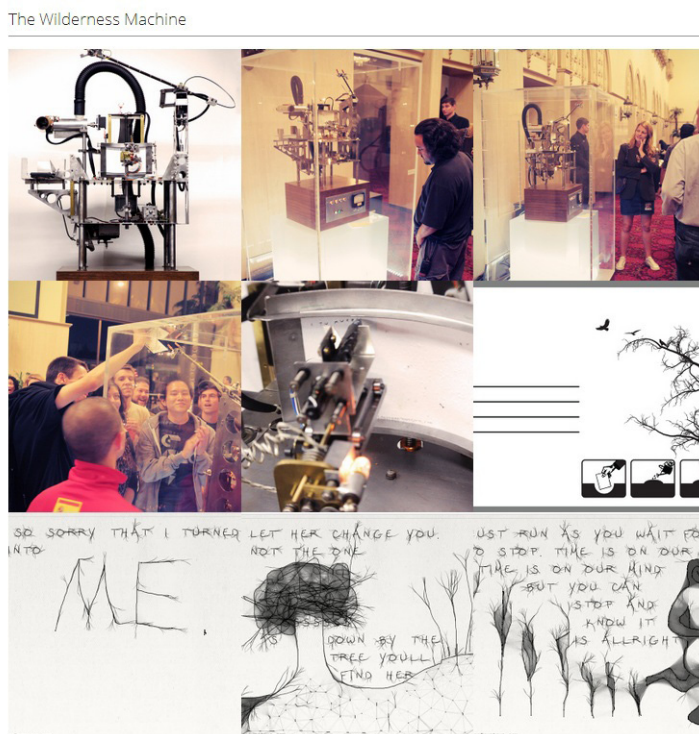 The Wilderness Machine
SO SORRY THAT I TURNED
INTO
ME.
LET HER CHANGE YOU.
NOT THE ONE
DOWN BY THE
TREE YOULL
FIND HER
UST RUN AS YOU WAIT FO
O STOP. TIME IS ON OUR
TIME IS ON OUR MIND
BUT YOU CAN
STOP AND
KNOW IT
IS ALLRIGHT